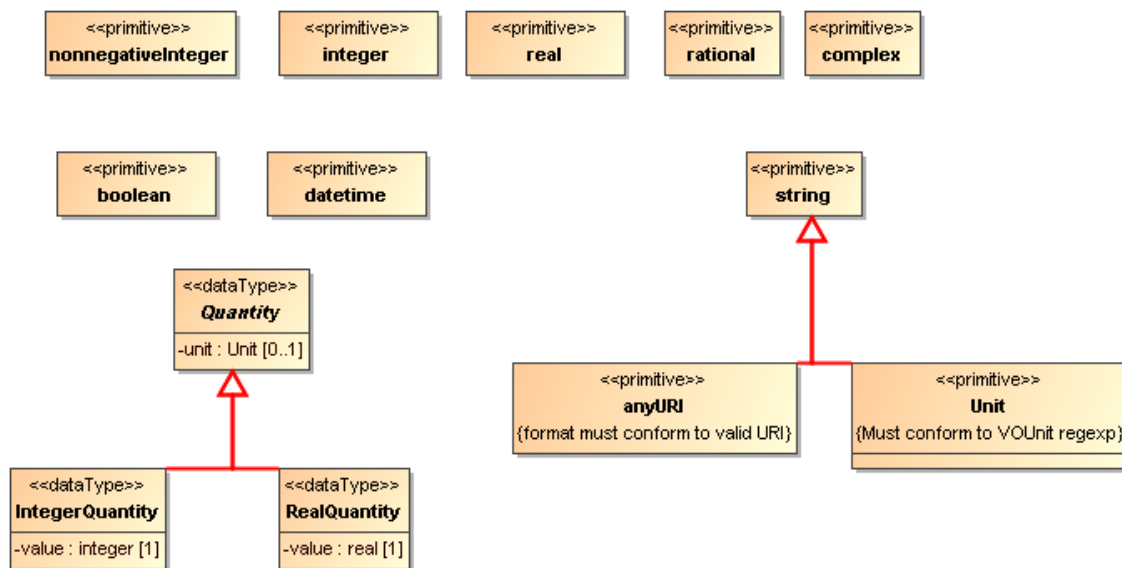 <<primitive>>
nonnegativeInteger
<<primitive>>
integer
<<primitive>>
real
<<primitive>>
rational
<<primitive>>
complex
<<primitive>>
boolean
<<primitive>>
datetime
<<primitive>>
string
<<dataType>>
Quantity
-unit : Unit [0..1]
<<primitive>>
anyURI
{format must conform to valid URI}
<<primitive>>
Unit
{Must conform to VOUnit regexp}
<<dataType>>
IntegerQuantity
-value : integer [1]
<<dataType>>
RealQuantity
-value : real [1]